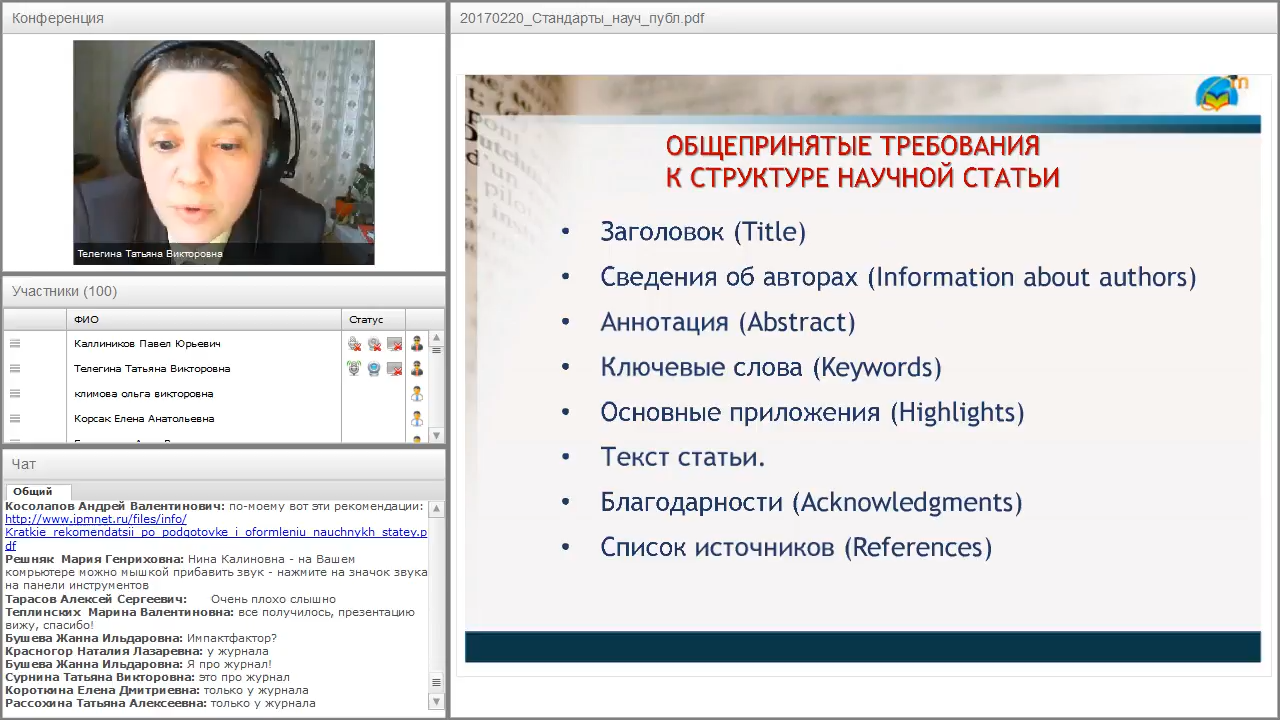 Конференция
Телегина Татьяна Викторовна
Участники (100)
ФИО Статус
Каллиников Павел Юрьевич
Телегина Татьяна Викторовна
климова ольга викторовна
Корсак Елена Анатольевна
Чат
Общий
Косолапов Андрей Валентинович: по-моему вот эти рекомендации:
http://www.ipmnet.ru/files/info/
Kratkie_rekomendatsii_po_podgotovke_i_oformleniu_nauchnykh_statey.p
df
Решняк Мария Генриховна: Нина Калиновна - на Вашем
компрьютере можно мышкой прибавить звук - нажмите на значок звука
на панели инструментов
Тарасов Алексей Сергеевич: Очень плохо слышно
Теплинских Марина Валентиновна: все получилось, презентацию
вижу, спасибо!
Бушева Жанна Ильдаровна: Импактфактор?
Красногор Наталия Лазаревна: у журнала
Бушева Жанна Ильдаровна: Я про журнал!
Сурнина Татьяна Викторовна: это про журнал
Короткина Елена Дмитриевна: только у журнала
Рассохина Татьяна Алексеевна: только у журнала
20170220_Стандарты_науч_публ.pdf
ОБЩЕПРИНЯТЫЕ ТРЕБОВАНИЯ
К СТРУКТУРЕ НАУЧНОЙ СТАТЬИ
• Заголовок (Title)
• Сведения об авторах (Information about authors)
• Аннотация (Abstract)
• Ключевые слова (Keywords)
• Основные приложения (Highlights)
• Текст статьи.
• Благодарности (Acknowledgments)
• Список источников (References)